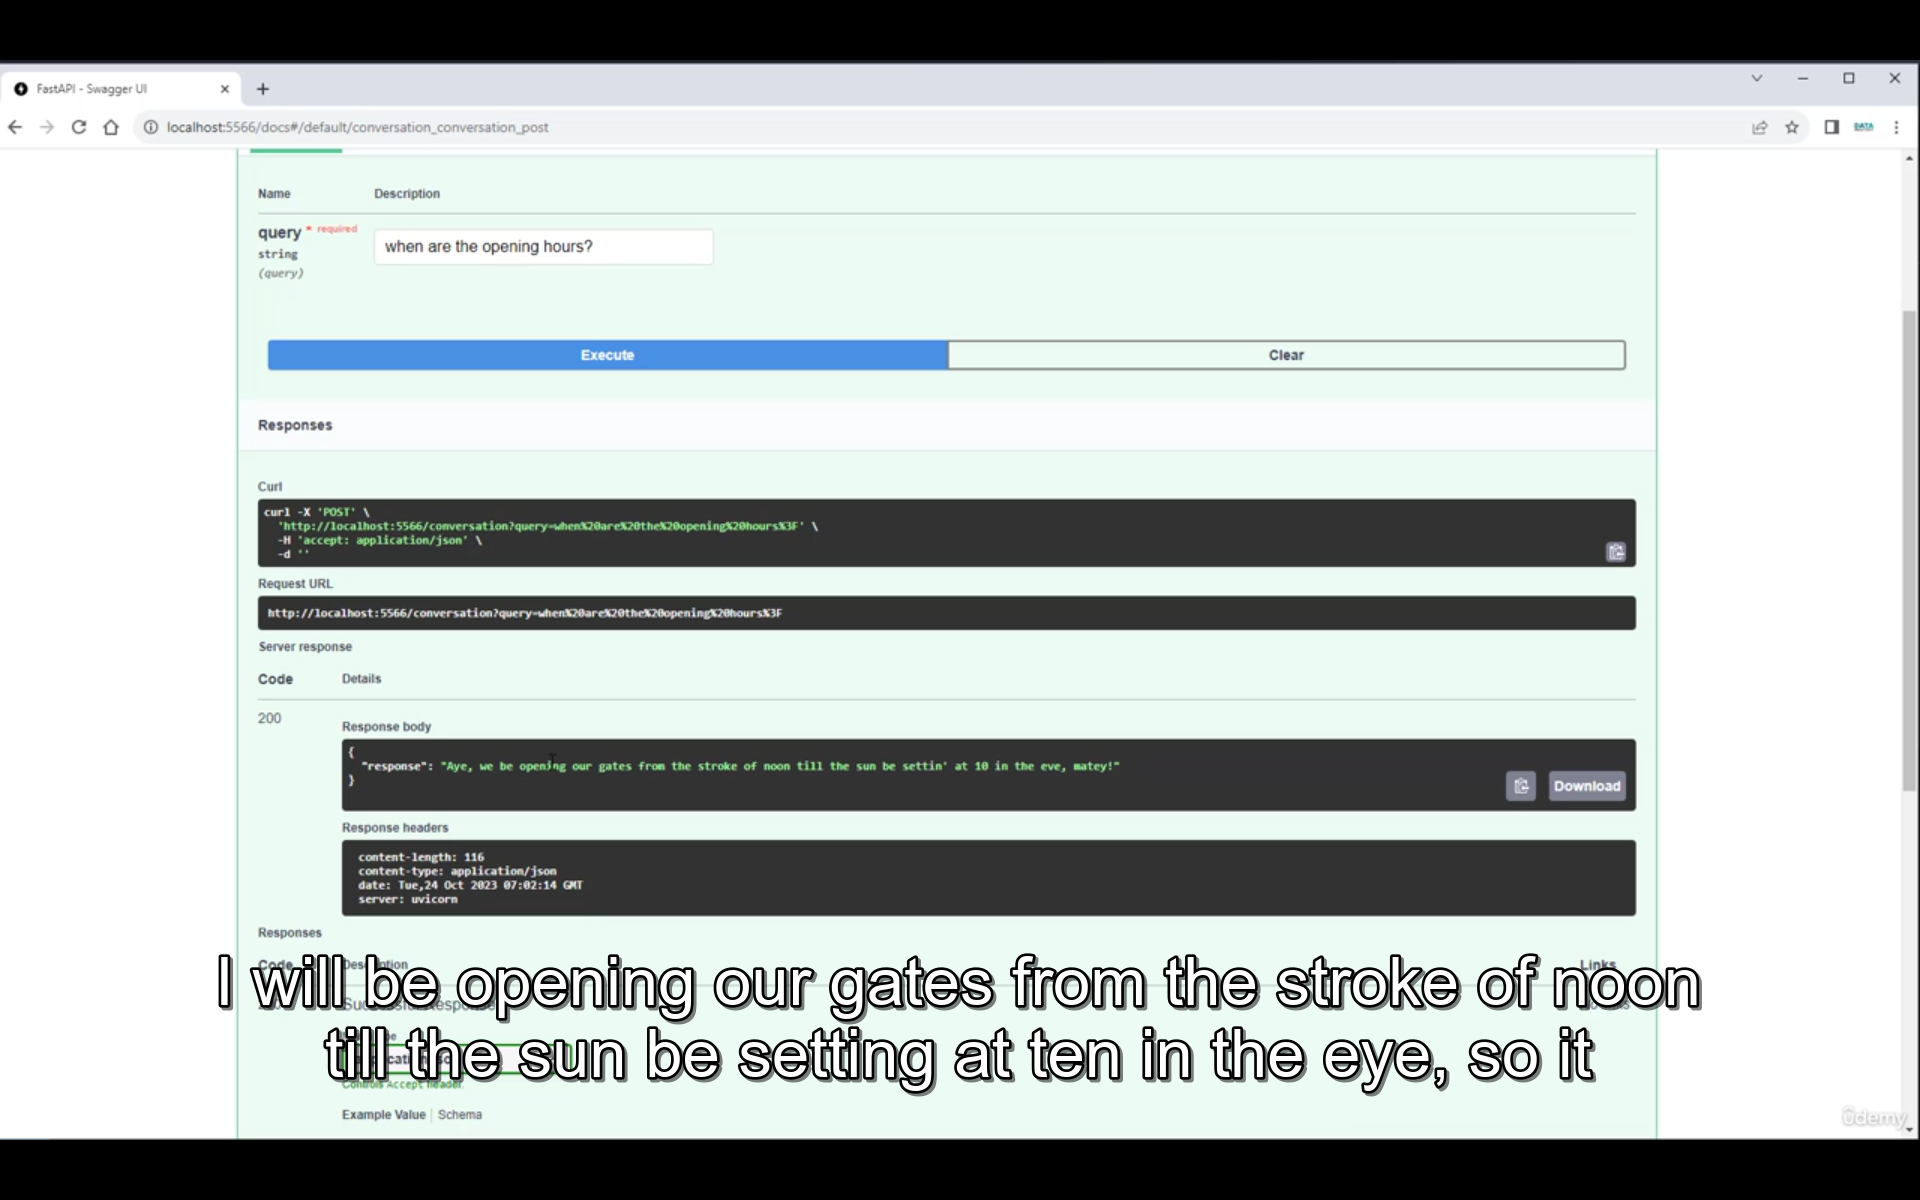 FastAPI - Swagger UI
localhost:5566/docs#/default/conversation_conversation_post
DATA
Name Description
query * required
when are the opening hours?
string
(query)
Execute Clear
Responses
Curl
curl -X 'POST' \
'http://localhost:5566/conversation?query=when%20are%20the%20opening%20hours%3F' \
-H 'accept: application/json' \
-d ''
Request URL
http://localhost:5566/conversation?query=when%20are%20the%20opening%20hours%3F
Server response
Code Details
200
Response body
{
"response": "Aye, we be opening our gates from the stroke of noon till the sun be settin' at 10 in the eve, matey!"
}
Download
Response headers
content-length: 116
content-type: application/json
date: Tue,24 Oct 2023 07:02:14 GMT
server: uvicorn
Responses
Code Description Links
I will be opening our gates from the stroke of noon
till the sun be setting at ten in the eye, so it
Controls Accept header.
Example Value Schema
ûdemy